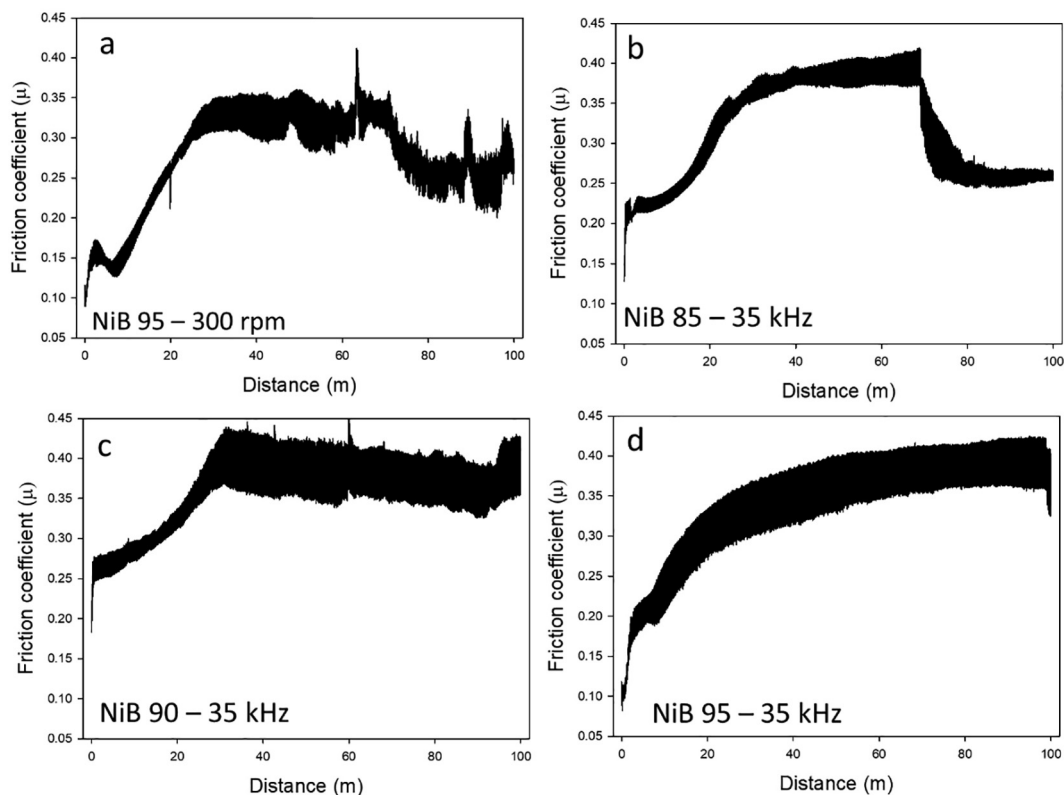 a
Friction coefficient (μ)
0.45
0.40
0.35
0.30
0.25
0.20
0.15
0.10
0.05
NiB 95 – 300 rpm
0 20 40 60 80 100
Distance (m)
b
Friction coefficient (μ)
0.45
0.40
0.35
0.30
0.25
0.20
0.15
0.10
0.05
NiB 85 – 35 kHz
0 20 40 60 80 100
Distance (m)
c
Friction coefficient (μ)
0.45
0.40
0.35
0.30
0.25
0.20
0.15
0.10
0.05
NiB 90 – 35 kHz
0 20 40 60 80 100
Distance (m)
d
Friction coefficient (μ)
0.45
0.40
0.35
0.30
0.25
0.20
0.15
0.10
0.05
NiB 95 – 35 kHz
0 20 40 60 80 100
Distance (m)